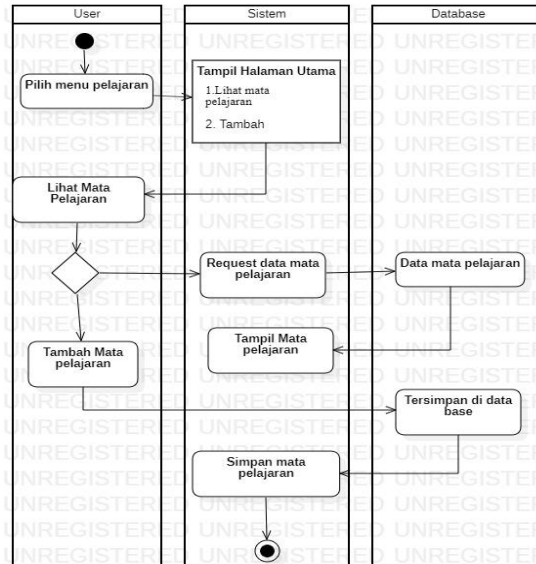 User
Sistem
Database
Pilih menu pelajaran
Tampil Halaman Utama
1.Lihat mata
pelajaran
2. Tambah
Lihat Mata
Pelajaran
Request data mata
pelajaran
Data mata pelajaran
Tampil Mata
pelajaran
Tambah Mata
pelajaran
Tersimpan di data
base
Simpan mata
pelajaran
UNREGISTERED